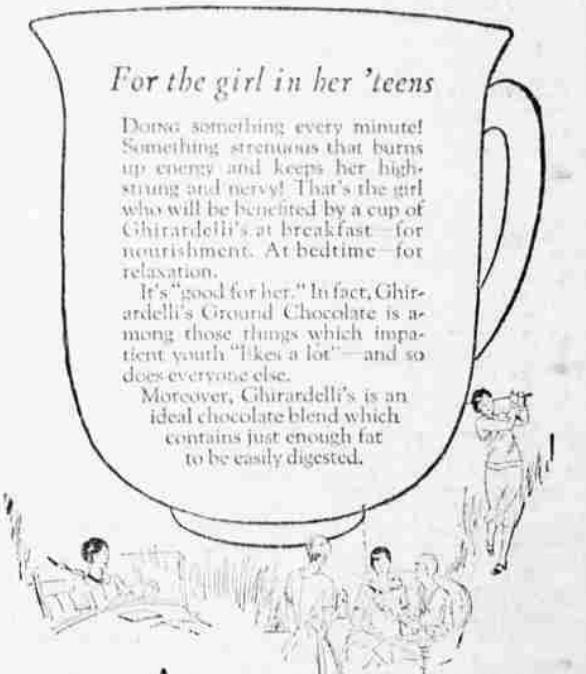 For the girl in her 'teens
DOING something every minute!
Something strenuous that burns
up energy and keeps her high-
strung and nervy! That's the girl
who will be benefited by a cup of
Ghirardelli's at breakfast—for
nourishment. At bedtime—for
relaxation.
It's "good for her." In fact, Ghir-
ardelli's Ground Chocolate is a-
mong those things which impa-
tient youth "likes a lot"—and so
does everyone else.
Moreover, Ghirardelli's is an
ideal chocolate blend which
contains just enough fat
to be easily digested.